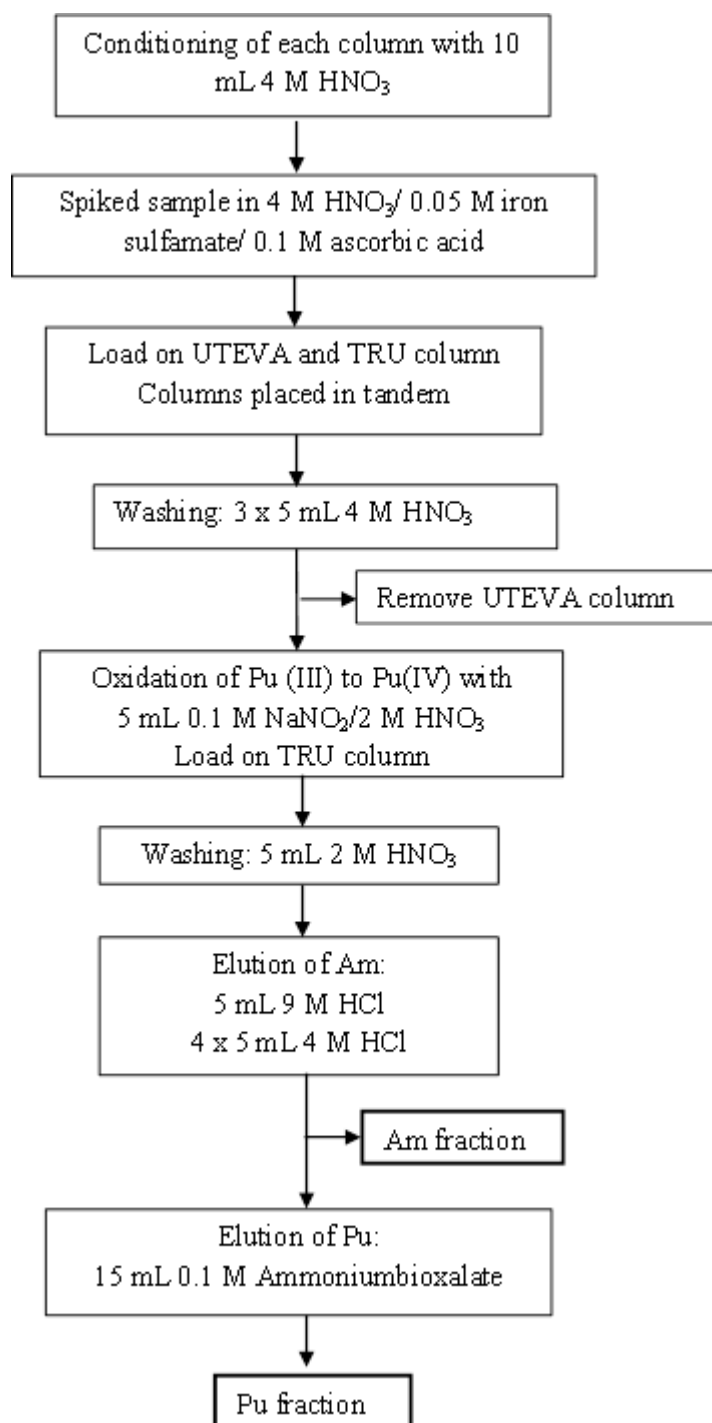 Conditioning of each column with 10
mL 4 M HNO₃
Spiked sample in 4 M HNO₃/ 0.05 M iron
sulfamate/ 0.1 M ascorbic acid
Load on UTEVA and TRU column
Columns placed in tandem
Washing: 3 x 5 mL 4 M HNO₃
Remove UTEVA column
Oxidation of Pu (III) to Pu(IV) with
5 mL 0.1 M NaNO₂/2 M HNO₃
Load on TRU column
Washing: 5 mL 2 M HNO₃
Elution of Am:
5 mL 9 M HCl
4 x 5 mL 4 M HCl
Am fraction
Elution of Pu:
15 mL 0.1 M Ammoniumbioxalate
Pu fraction